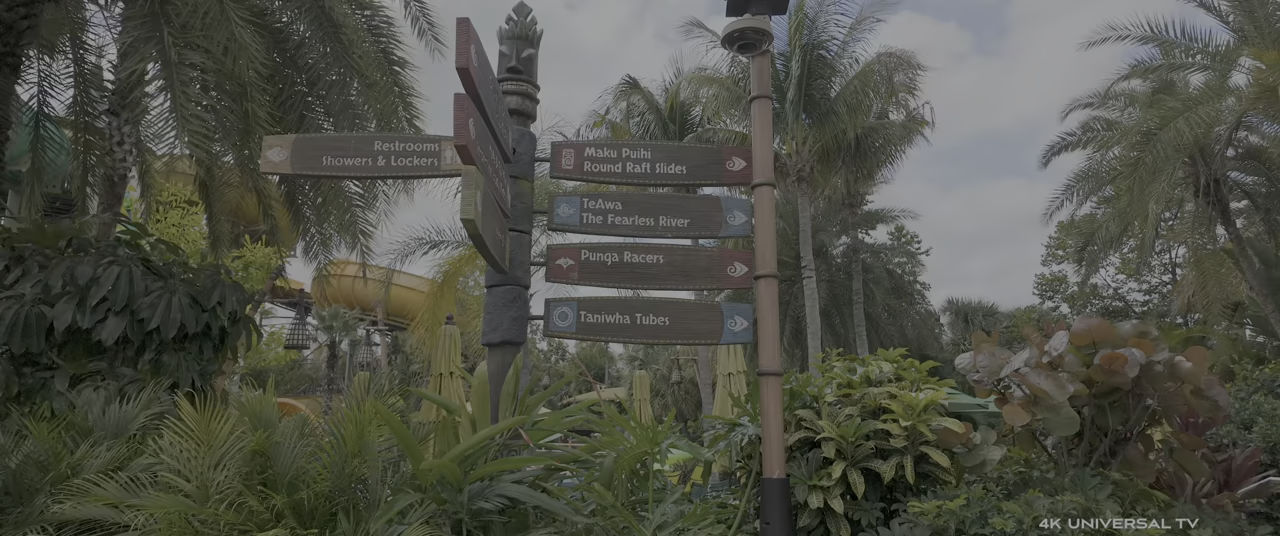 Restrooms
Showers & Lockers
Maku Puihi
Round Raft Slides
TeAwa
The Fearless River
Punga Racers
Taniwha Tubes
4K UNIVERSAL TV